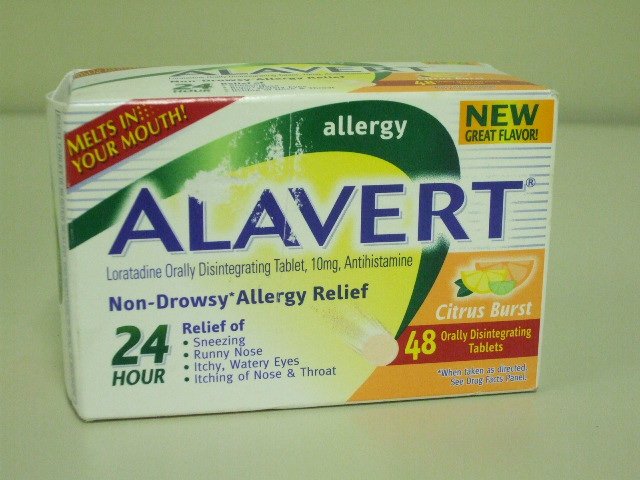 ALAVERT
24
MELTS IN
YOUR MOUTH!
allergy
NEW
GREAT FLAVOR!
ALAVERT®
Loratadine Orally Disintegrating Tablet, 10mg, Antihistamine
Non-Drowsy* Allergy Relief
24
HOUR
Relief of
• Sneezing
• Runny Nose
• Itchy, Watery Eyes
• Itching of Nose & Throat
Citrus Burst
48 Orally Disintegrating
Tablets
*When taken as directed.
See Drug Facts Panel.